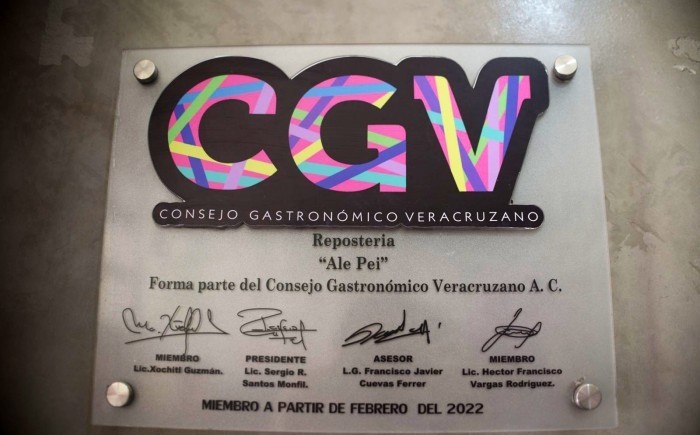 CGV
CONSEJO GASTRONÓMICO VERACRUZANO
Reposteria
“Ale Pei”
Forma parte del Consejo Gastronómico Veracruzano A. C.
MIEMBRO
Lic.Xochitl Guzmán.
PRESIDENTE
Lic. Sergio R.
Santos Monfil.
ASESOR
L.G. Francisco Javier
Cuevas Ferrer
MIEMBRO
Lic. Hector Francisco
Vargas Rodríguez.
MIEMBRO A PARTIR DE FEBRERO DEL 2022